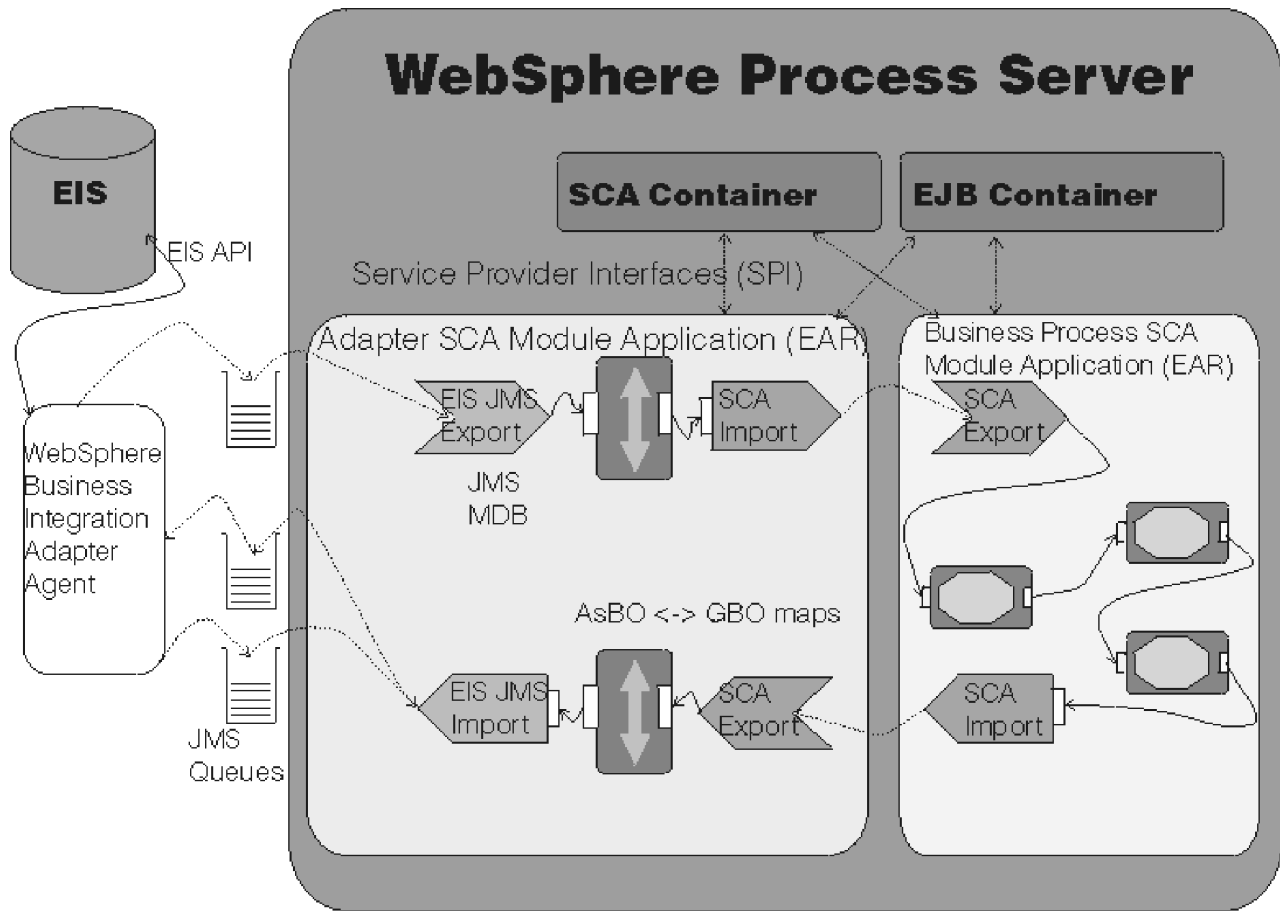 WebSphere Process Server
EIS
SCA Container
EJB Container
EIS API
Service Provider Interfaces (SPI)
Adapter SCA Module Application (EAR)
Business Process SCA
Module Application (EAR)
EIS JMS
Export
SCA
Import
SCA
Export
JMS
MDB
WebSphere
Business
Integration
Adapter
Agent
AsBO <-> GBO maps
EIS JMS
Import
SCA
Export
SCA
Import
JMS
Queues